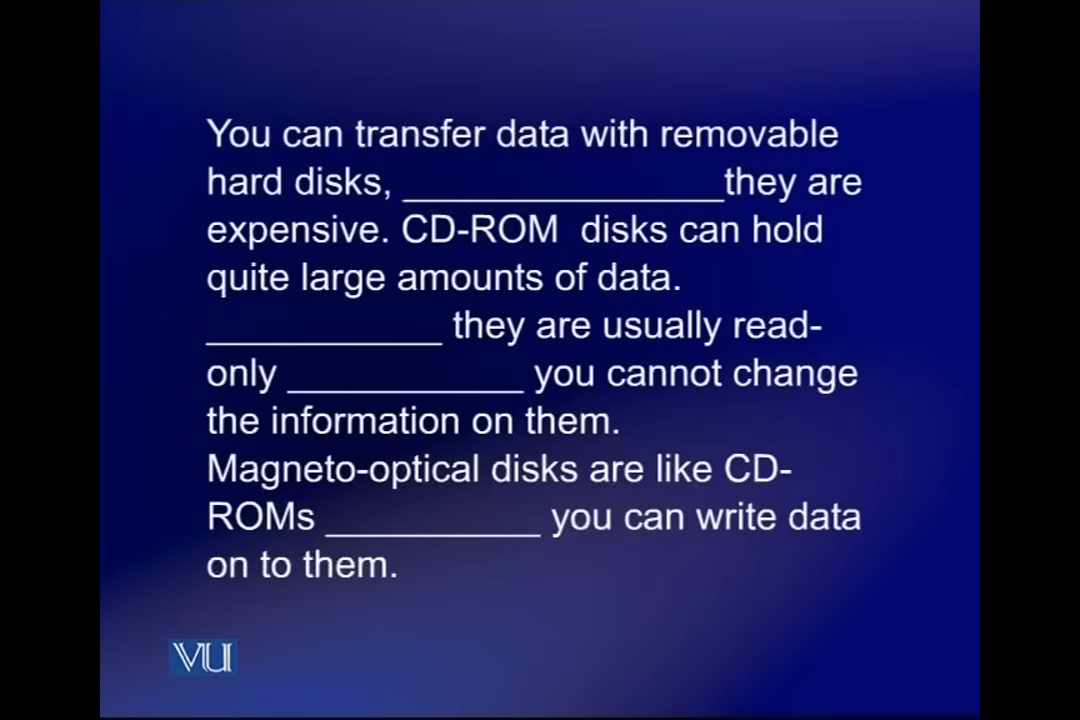 You can transfer data with removable
hard disks, _______________they are
expensive. CD-ROM disks can hold
quite large amounts of data.
___________ they are usually read-
only ___________ you cannot change
the information on them.
Magneto-optical disks are like CD-
ROMs __________ you can write data
on to them.
VU